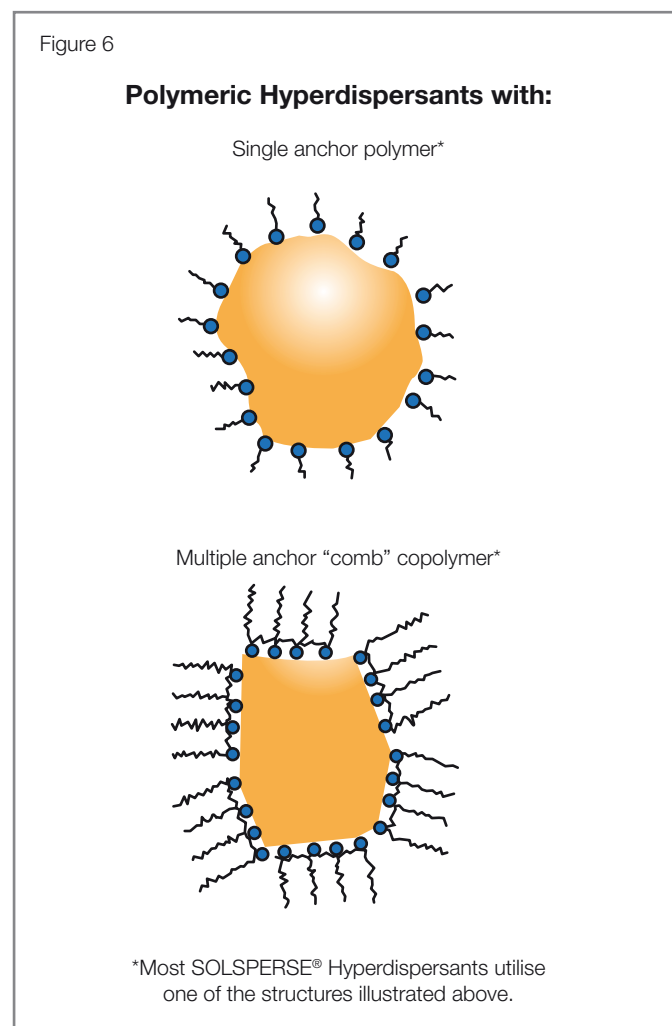 Figure 6
Polymeric Hyperdispersants with:
Single anchor polymer*
Multiple anchor “comb” copolymer*
*Most SOLSPERSE® Hyperdispersants utilise
one of the structures illustrated above.